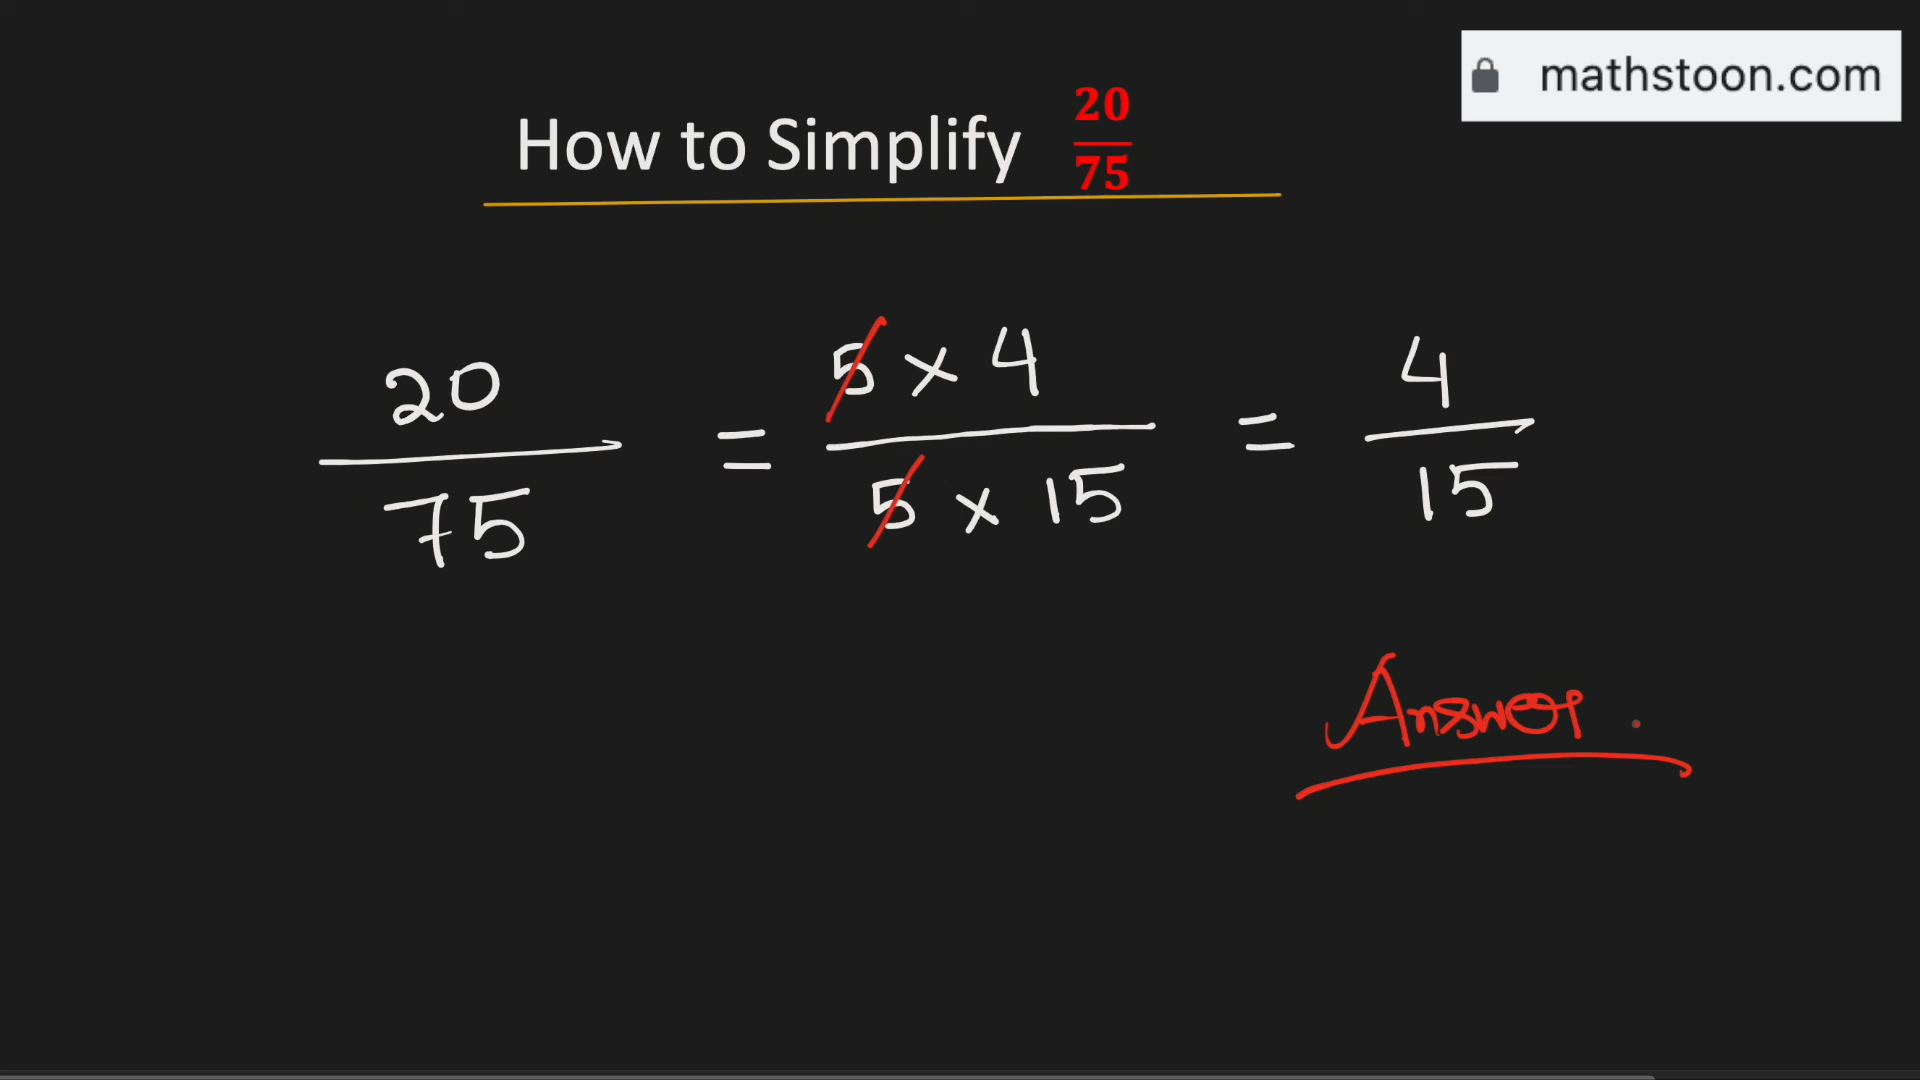 mathstoon.com
How to Simplify 20/75
20/75 = 5 × 4/5 × 15 = 4/15
Answer.